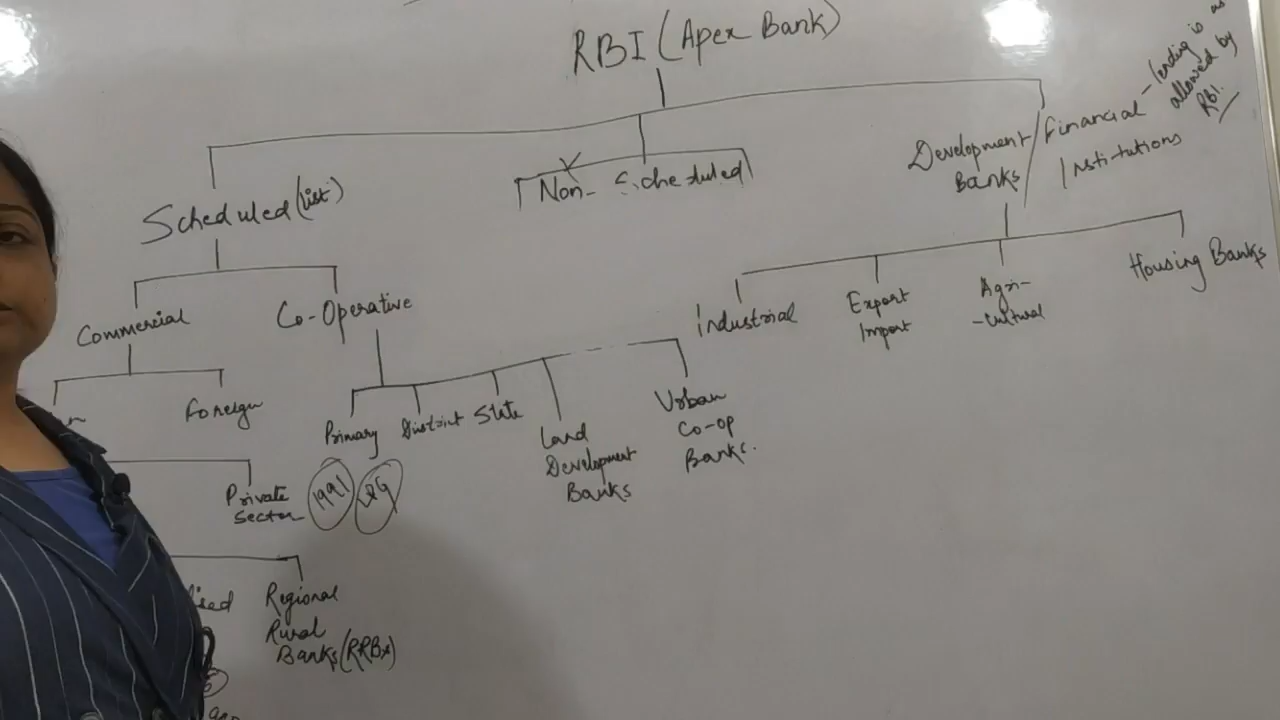 RBI (Apex Bank)
Development Banks / Financial Institutions - lending is as allowed by RBI.
Scheduled (list)
Non-Scheduled
Commercial
Co-Operative
Industrial
Export Import
Agri-
-cultural
Housing Banks
Foreign
Primary
District
State
Land
Development
Banks
Urban
Co-op
Banks.
Private
Sector
1991
LPG
Regional
Rural
Banks (RRBs)